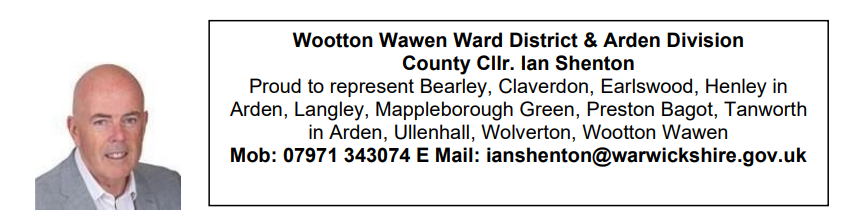 Wootton Wawen Ward District & Arden Division
County Cllr. Ian Shenton
Proud to represent Bearley, Claverdon, Earlswood, Henley in
Arden, Langley, Mappleborough Green, Preston Bagot, Tanworth
in Arden, Ullenhall, Wolverton, Wootton Wawen
Mob: 07971 343074 E Mail: ianshenton@warwickshire.gov.uk